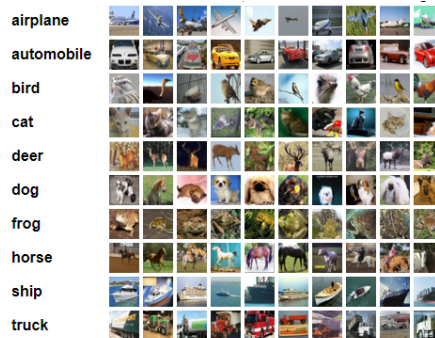 airplane
automobile
bird
cat
deer
dog
frog
horse
ship
truck